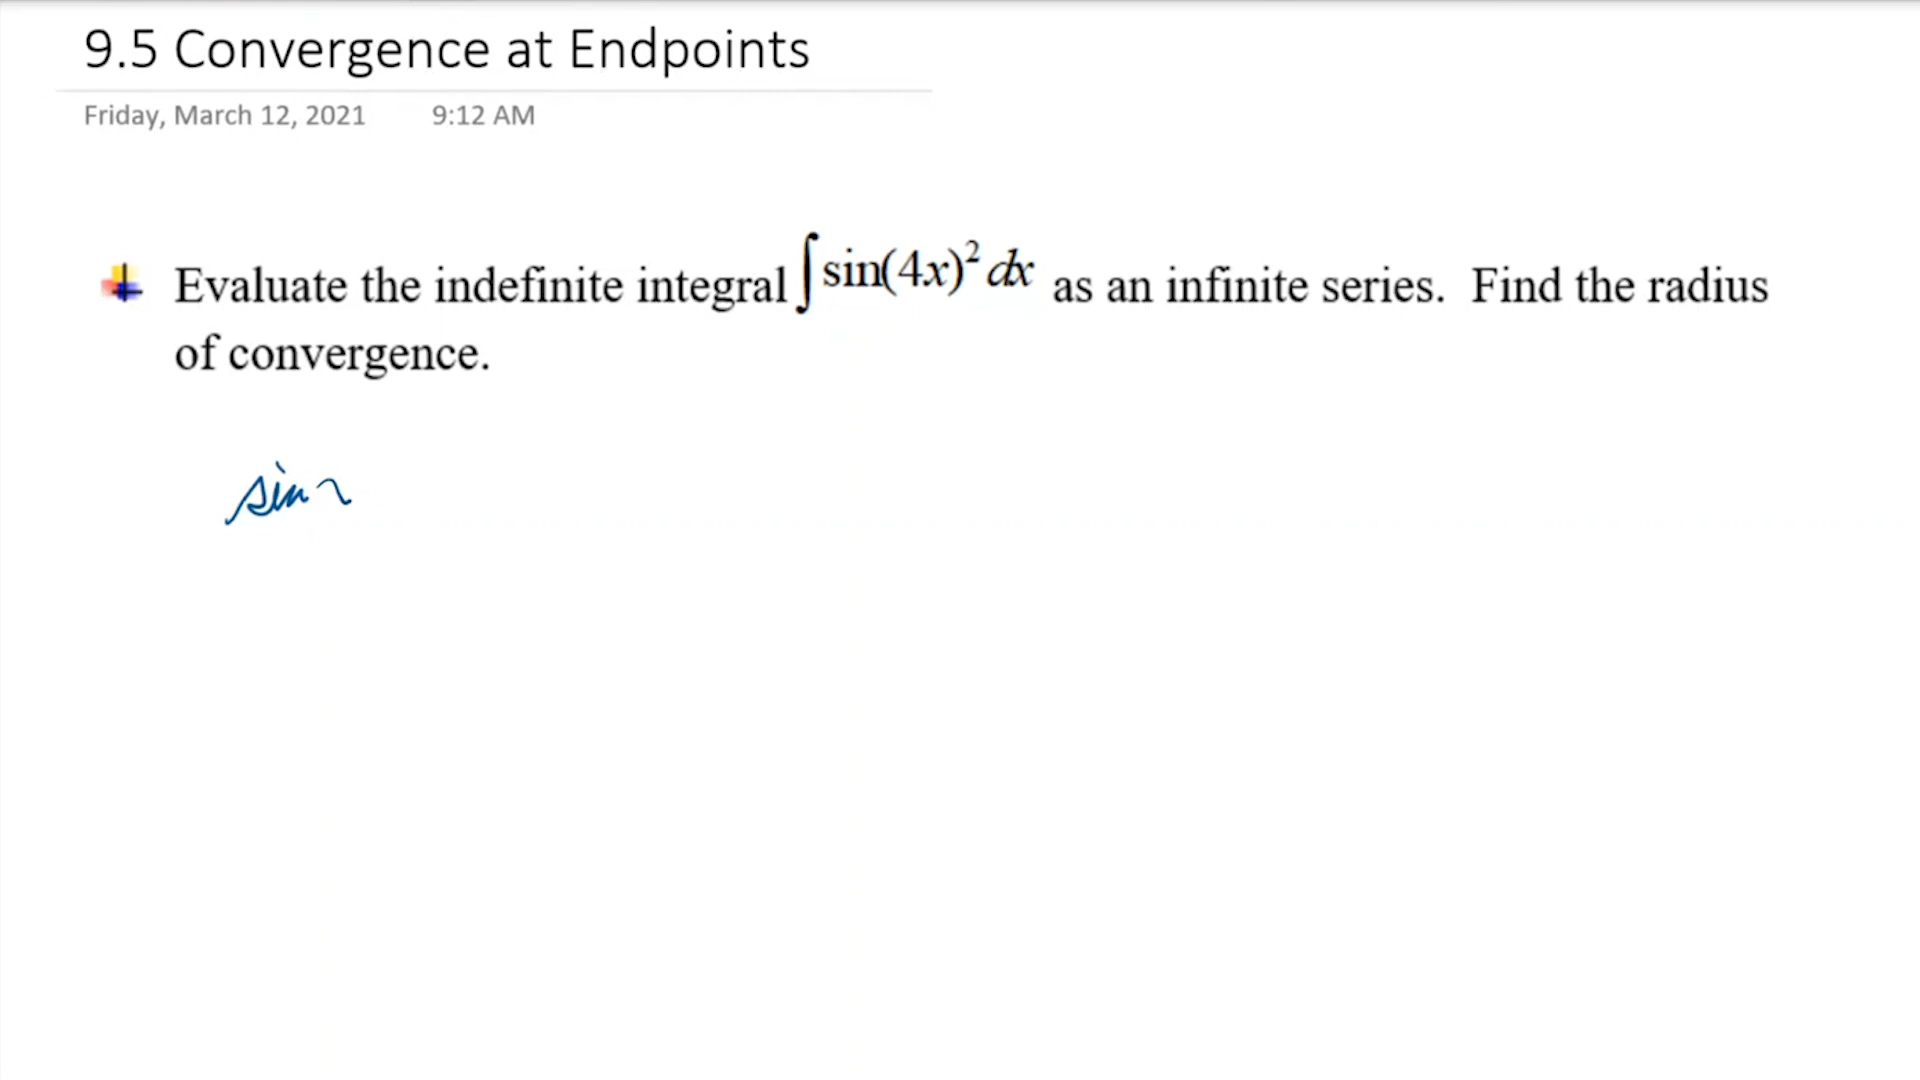 9.5 Convergence at Endpoints
Friday, March 12, 2021 9:12 AM
Evaluate the indefinite integral ∫sin(4x)² dx as an infinite series. Find the radius
of convergence.
sin